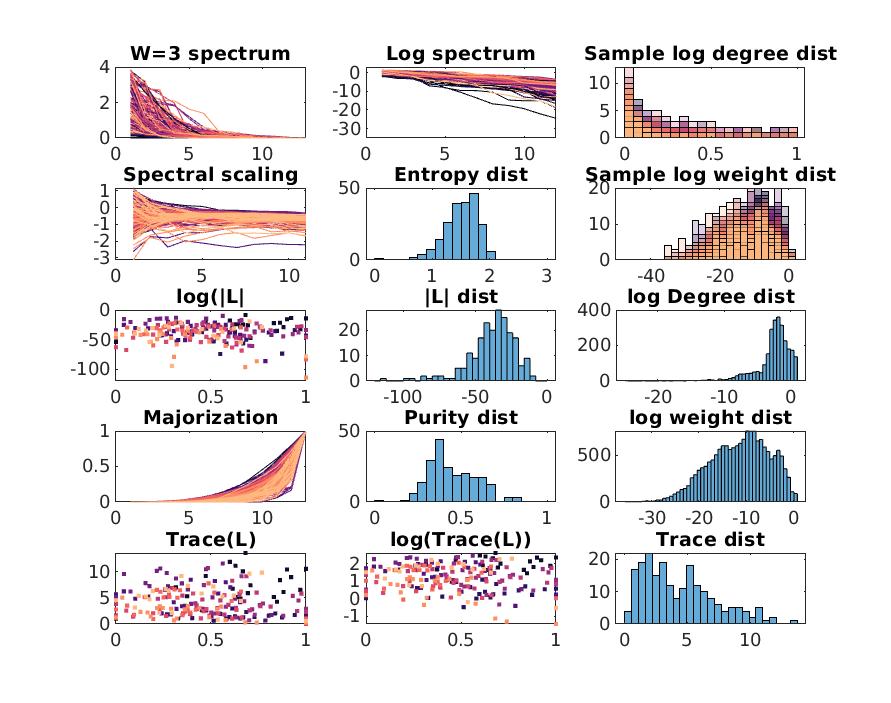 W=3 spectrum
4
2
0
0 5 10
Log spectrum
0
-10
-20
-30
0 5 10
Sample log degree dist
10
5
0
0 0.5 1
Spectral scaling
1
0
-1
-2
-3
5 10
Entropy dist
50
0
0 1 2 3
Sample log weight dist
20
10
0
-40 -20 0
log(|L|
0
-50
-100
0 0.5 1
|L| dist
20
10
0
-100 -50 0
log Degree dist
400
200
0
-20 -10 0
Majorization
1
0.5
0
0 5 10
Purity dist
50
0
0 0.5 1
log weight dist
500
0
-30 -20 -10 0
Trace(L)
10
5
0
0 0.5 1
log(Trace(L))
2
1
0
-1
0 0.5 1
Trace dist
20
10
0
0 5 10